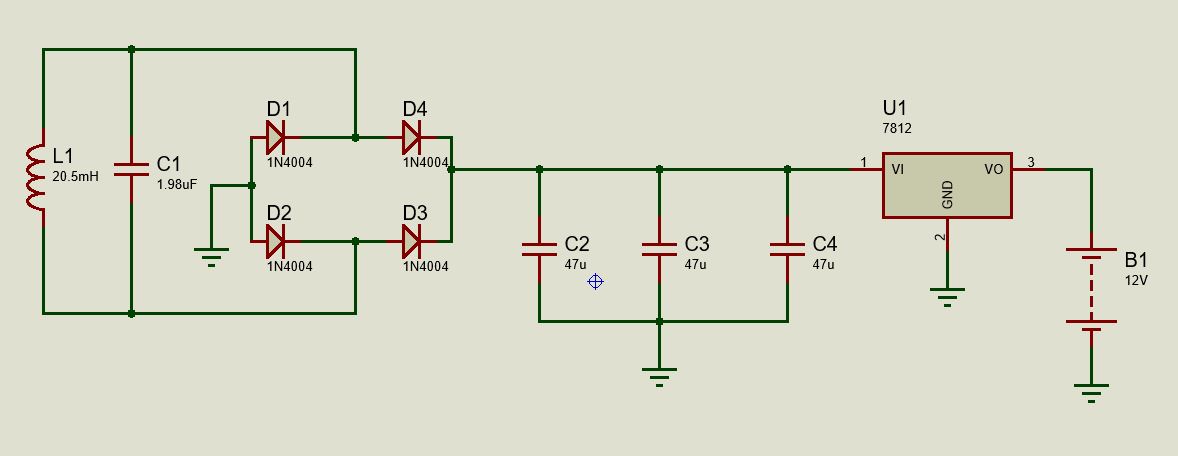 L1
20.5mH
C1
1.98uF
D1
1N4004
D4
1N4004
D2
1N4004
D3
1N4004
C2
47u
C3
47u
C4
47u
U1
7812
1
VI
VO
3
GND
2
B1
12V